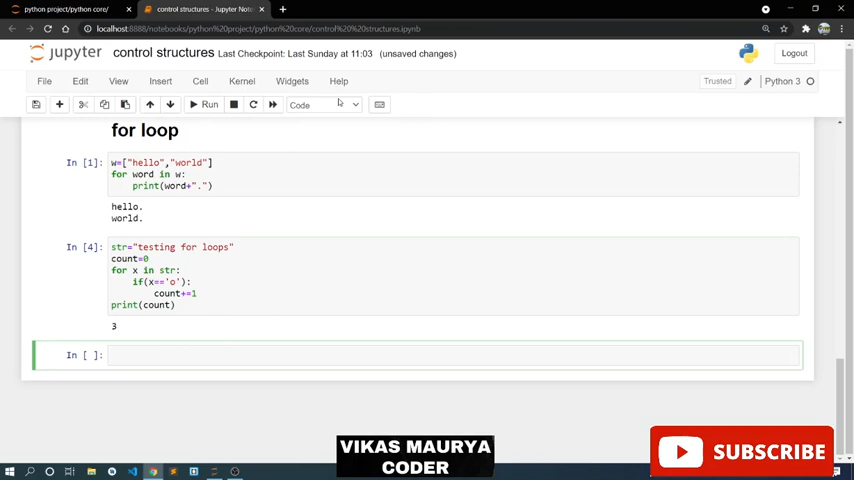 python project/python core/
control structures - Jupyter Not
localhost:8888/notebooks/python%20project/python%20core/control%20%20structures.ipynb
jupyter control structures Last Checkpoint: Last Sunday at 11:03 (unsaved changes)
Logout
File Edit View Insert Cell Kernel Widgets Help
Trusted Python 3
Run Code
for loop
In [1]: w=["hello","world"]
for word in w:
print(word+".")
hello.
world.
In [4]: str="testing for loops"
count=0
for x in str:
if(x=='o'):
count+=1
print(count)
3
In [ ]:
VIKAS MAURYA
CODER
SUBSCRIBE